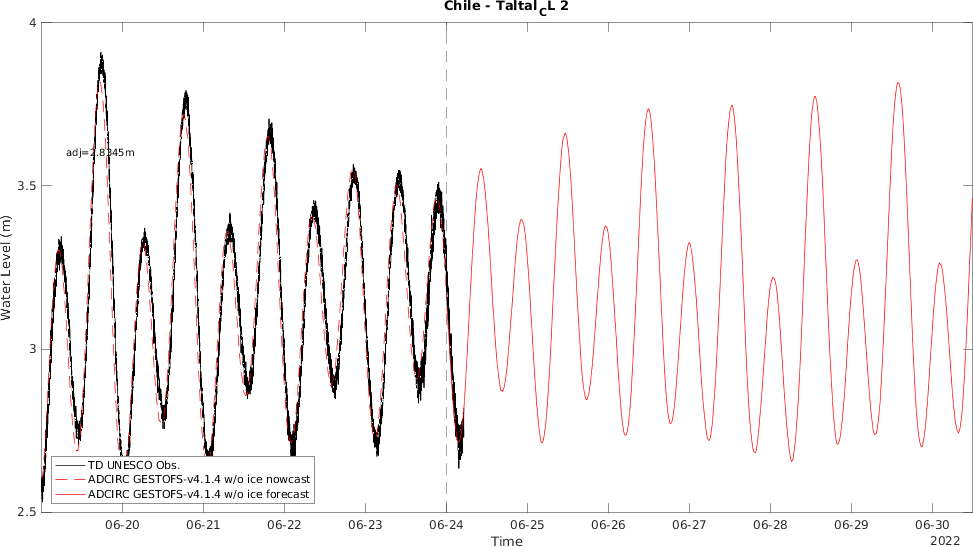 Chile - Taltal_CL 2
4
3.5
3
2.5
Water Level (m)
adj=2.8345m
TD UNESCO Obs.
ADCIRC GESTOFS-v4.1.4 w/o ice nowcast
ADCIRC GESTOFS-v4.1.4 w/o ice forecast
06-20 06-21 06-22 06-23 06-24 06-25 06-26 06-27 06-28 06-29 06-30
Time
2022